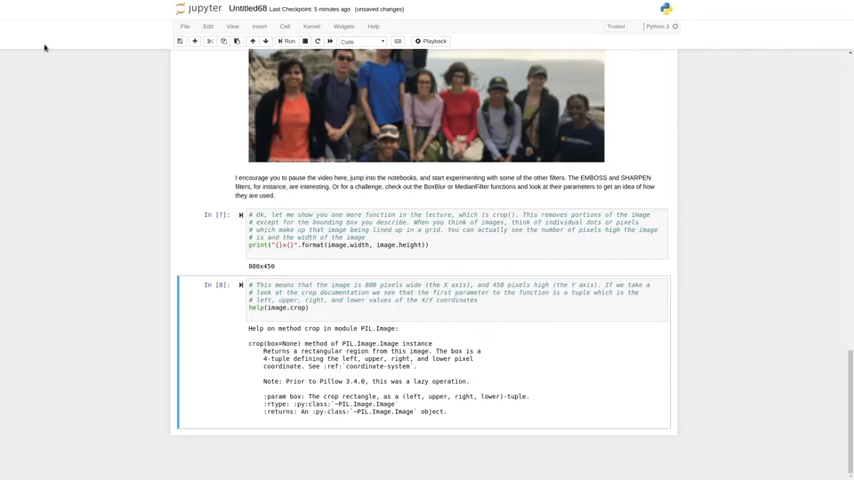 jupyter Untitled68 Last Checkpoint: 5 minutes ago (unsaved changes)
File Edit View Insert Cell Kernel Widgets Help Trusted Python 3
Run Code Playback
I encourage you to pause the video here, jump into the notebooks, and start experimenting with some of the other filters. The EMBOSS and SHARPEN
filters, for instance, are interesting. Or for a challenge, check out the BoxBlur or MedianFilter functions and look at their parameters to get an idea of how
they are used.
In [7]: # Ok, let me show you one more function in the lecture, which is crop(). This removes portions of the image
# except for the bounding box you describe. When you think of images, think of individual dots or pixels
# which make up that image being lined up in a grid. You can actually see the number of pixels high the image
# is and the width of the image
print("{}x{}".format(image.width, image.height))
800x450
In [8]: # This means that the image is 800 pixels wide (the X axis), and 450 pixels high (the Y axis). If we take a
# look at the crop documentation we see that the first parameter to the function is a tuple which is the
# left, upper, right, and lower values of the X/Y coordinates
help(image.crop)
Help on method crop in module PIL.Image:
crop(box=None) method of PIL.Image.Image instance
Returns a rectangular region from this image. The box is a
4-tuple defining the left, upper, right, and lower pixel
coordinate. See :ref:`coordinate-system`.
Note: Prior to Pillow 3.4.0, this was a lazy operation.
:param box: The crop rectangle, as a (left, upper, right, lower)-tuple.
:rtype: :py:class:`~PIL.Image.Image`
:returns: An :py:class:`~PIL.Image.Image` object.